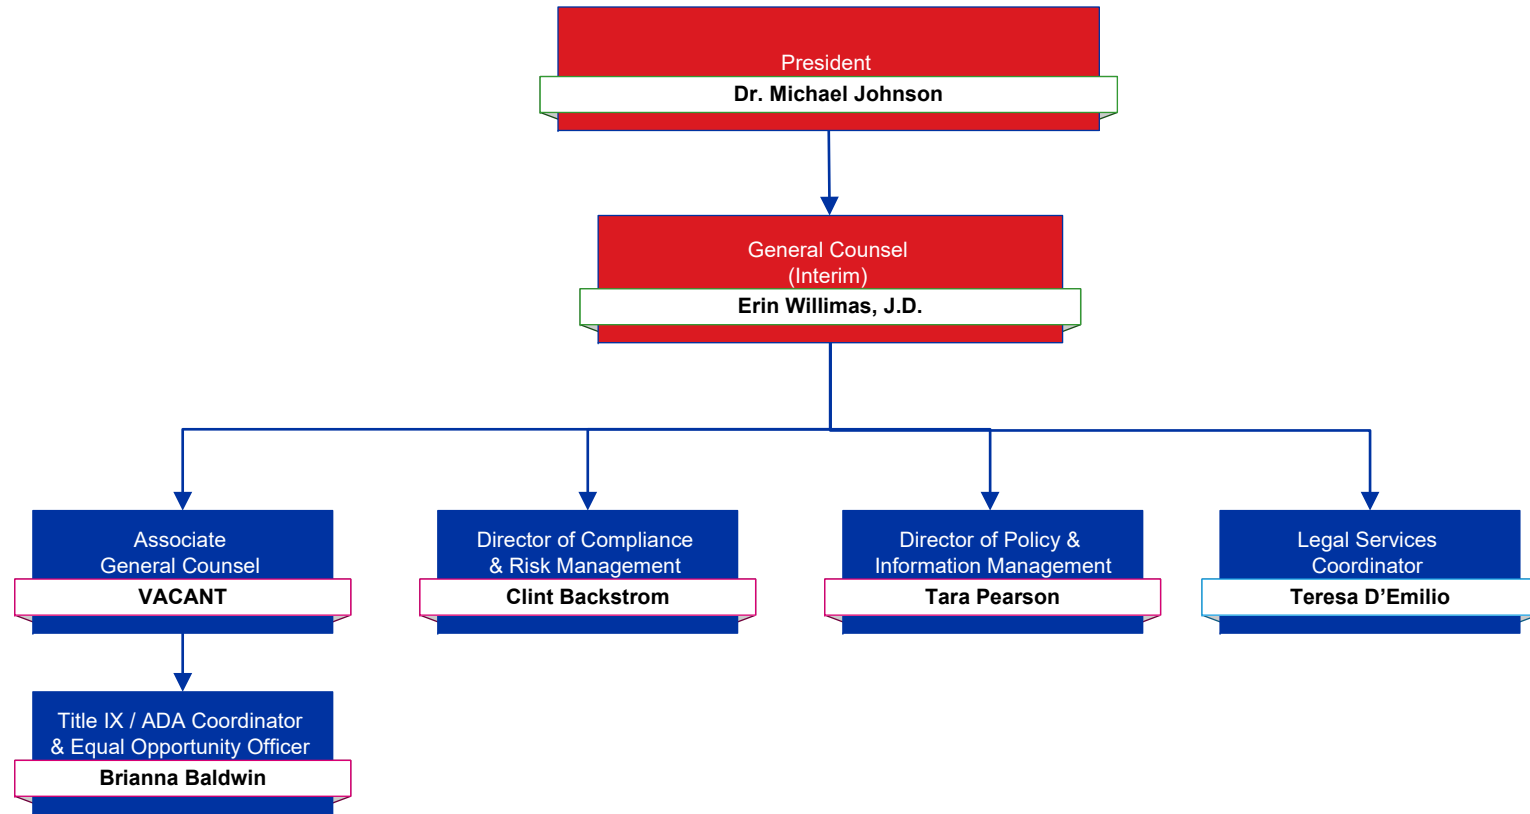 President
Dr. Michael Johnson
General Counsel
(Interim)
Erin Willimas, J.D.
Associate
General Counsel
VACANT
Director of Compliance
& Risk Management
Clint Backstrom
Director of Policy &
Information Management
Tara Pearson
Legal Services
Coordinator
Teresa D’Emilio
Title IX / ADA Coordinator
& Equal Opportunity Officer
Brianna Baldwin